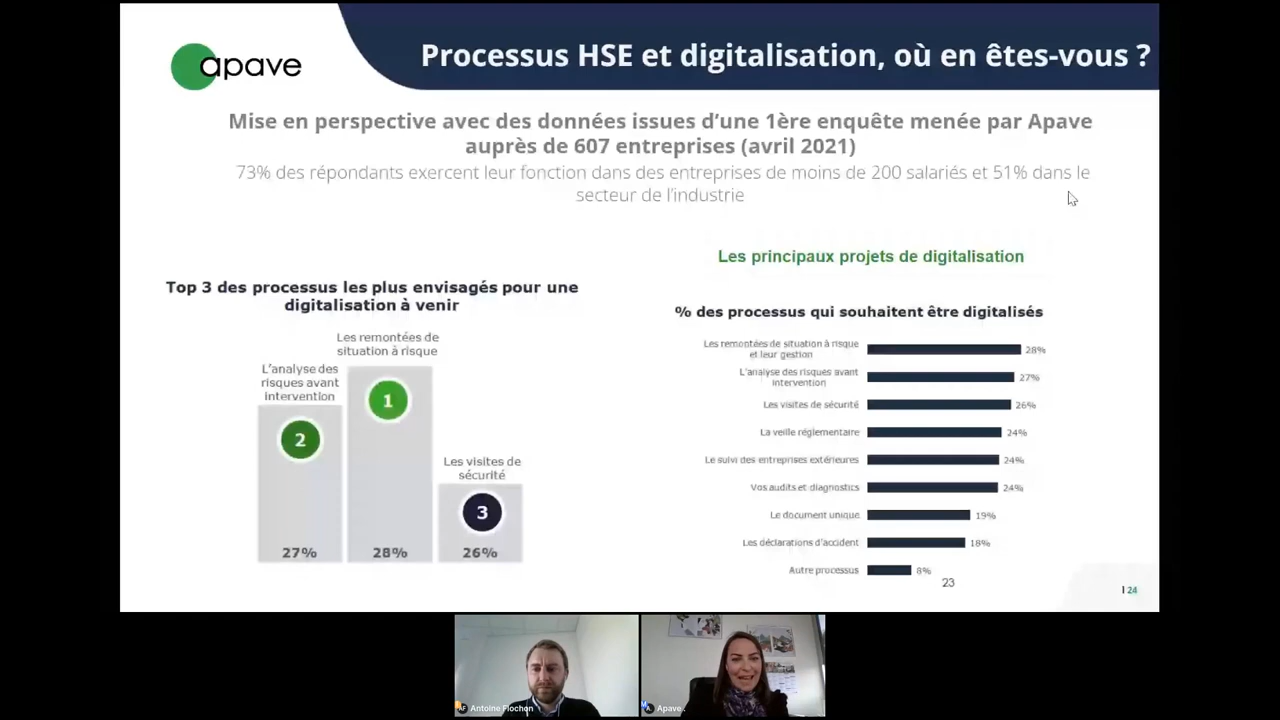 apave
Processus HSE et digitalisation, où en êtes-vous ?
Mise en perspective avec des données issues d'une 1ère enquête menée par Apave
auprès de 607 entreprises (avril 2021)
73% des répondants exercent leur fonction dans des entreprises de moins de 200 salariés et 51% dans le
secteur de l'industrie
Top 3 des processus les plus envisagés pour une
digitalisation à venir
Les remontées de
situation à risque
L'analyse des
risques avant
intervention
1
2
Les visites de
sécurité
3
27%
28%
26%
Les principaux projets de digitalisation
% des processus qui souhaitent être digitalisés
Les remontées de situation à risque
et leur gestion
28%
L'analyse des risques avant
intervention
27%
Les visites de sécurité
26%
La veille réglementaire
24%
Le suivi des entreprises extérieures
24%
Vos audits et diagnostics
24%
Le document unique
19%
Les déclarations d'accident
18%
Autre processus
8%
23
24
AF Antoine Flochon
A. Apave